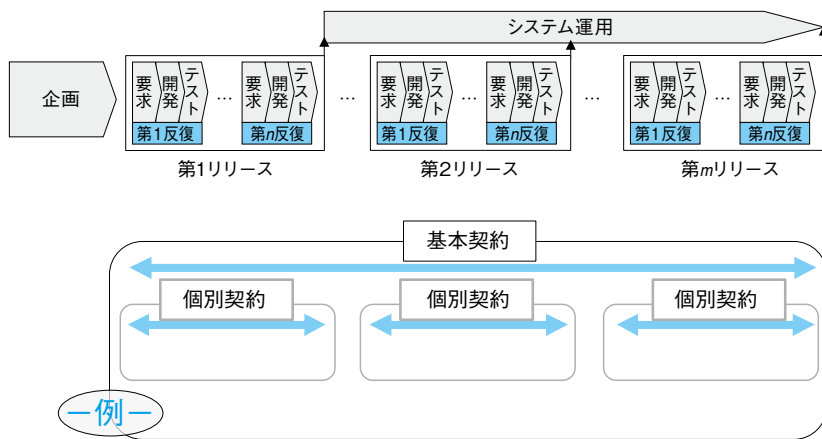 システム運用
企画
要求 開発 テスト … 要求 開発 テスト … 要求 開発 テスト … 要求 開発 テスト … 要求 開発 テスト … 要求 開発 テスト
第1反復 第n反復 第1反復 第n反復 第1反復 第n反復
第1リリース 第2リリース 第mリリース
基本契約
個別契約 個別契約 個別契約
－例－